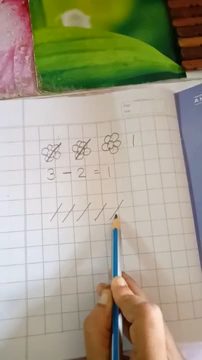 1
3 - 2 = 1
/ / / / /